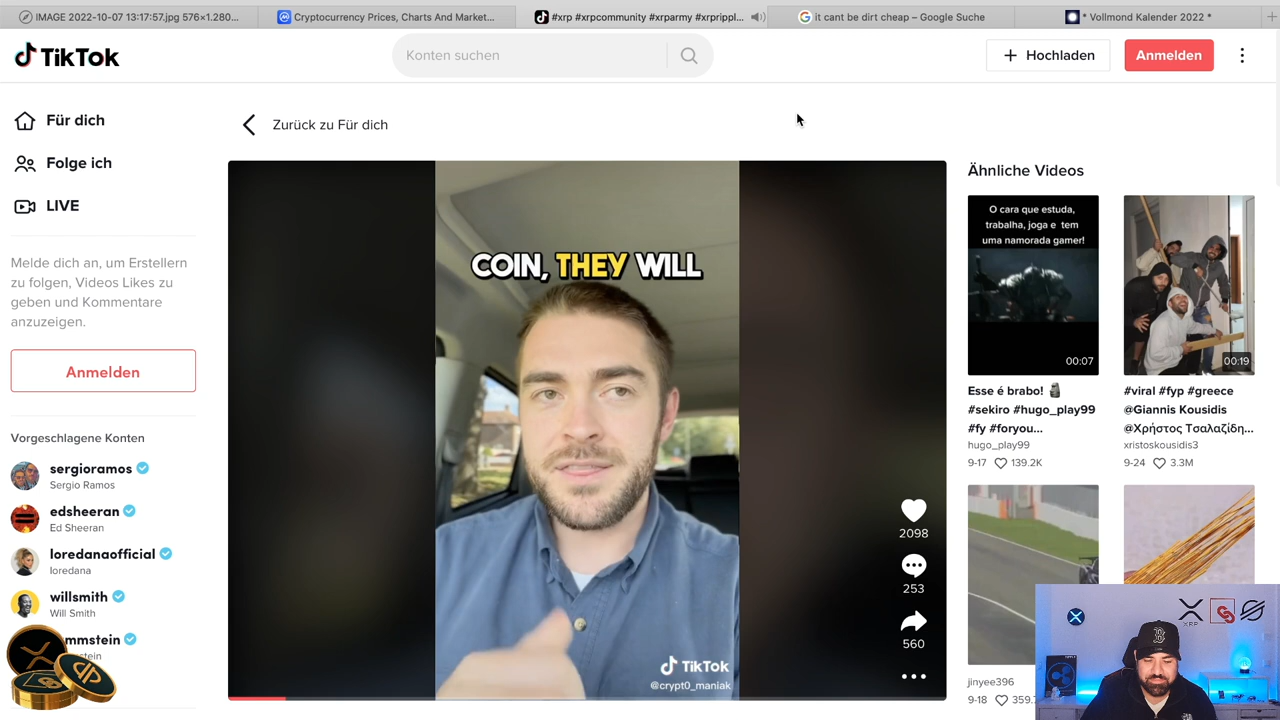 IMAGE 2022-10-07 13:17:57.jpg 576×1.280...
Cryptocurrency Prices, Charts And Market...
#xrp #xrpcommunity #xrparmy #xrprippl...
it cant be dirt cheap – Google Suche
* Vollmond Kalender 2022 *
TikTok
Konten suchen
Hochladen
Anmelden
Für dich
Folge ich
LIVE
Melde dich an, um Erstellern
zu folgen, Videos Likes zu
geben und Kommentare
anzuzeigen.
Anmelden
Vorgeschlagene Konten
sergioramos
Sergio Ramos
edsheeran
Ed Sheeran
loredanaofficial
loredana
willsmith
Will Smith
Zurück zu Für dich
COIN, THEY WILL
2098
253
560
TikTok
@crypt0_maniak
Ähnliche Videos
O cara que estuda,
trabalha, joga e tem
uma namorada gamer!
00:07
Esse é brabo! 🗿
#sekiro #hugo_play99
#fy #foryou...
hugo_play99
9-17 139.2K
00:19
#viral #fyp #greece
@Giannis Kousidis
@Χρήστος Τσαλαζίδη...
xristoskousidis3
9-24 3.3M
jinyee396
9-18
XRP